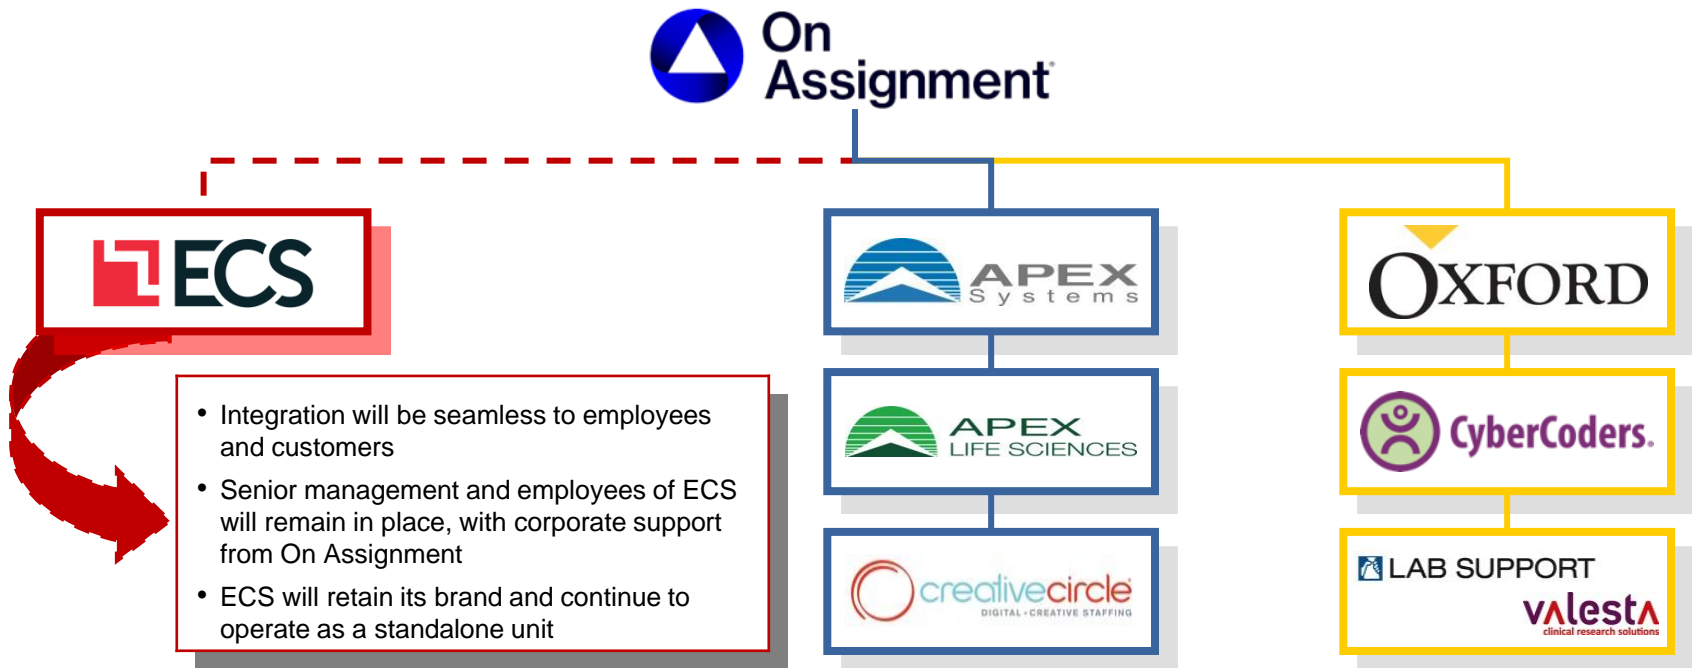 On
Assignment®
ECS
APEX
Systems
OXFORD
• Integration will be seamless to employees
and customers
• Senior management and employees of ECS
will remain in place, with corporate support
from On Assignment
• ECS will retain its brand and continue to
operate as a standalone unit
APEX
LIFE SCIENCES
CyberCoders.
creativecircle®
DIGITAL + CREATIVE STAFFING
LAB SUPPORT
valesta
clinical research solutions